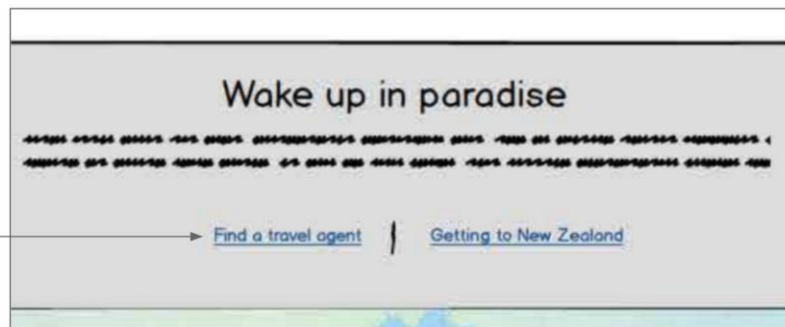 Wake up in paradise
Find a travel agent | Getting to New Zealand